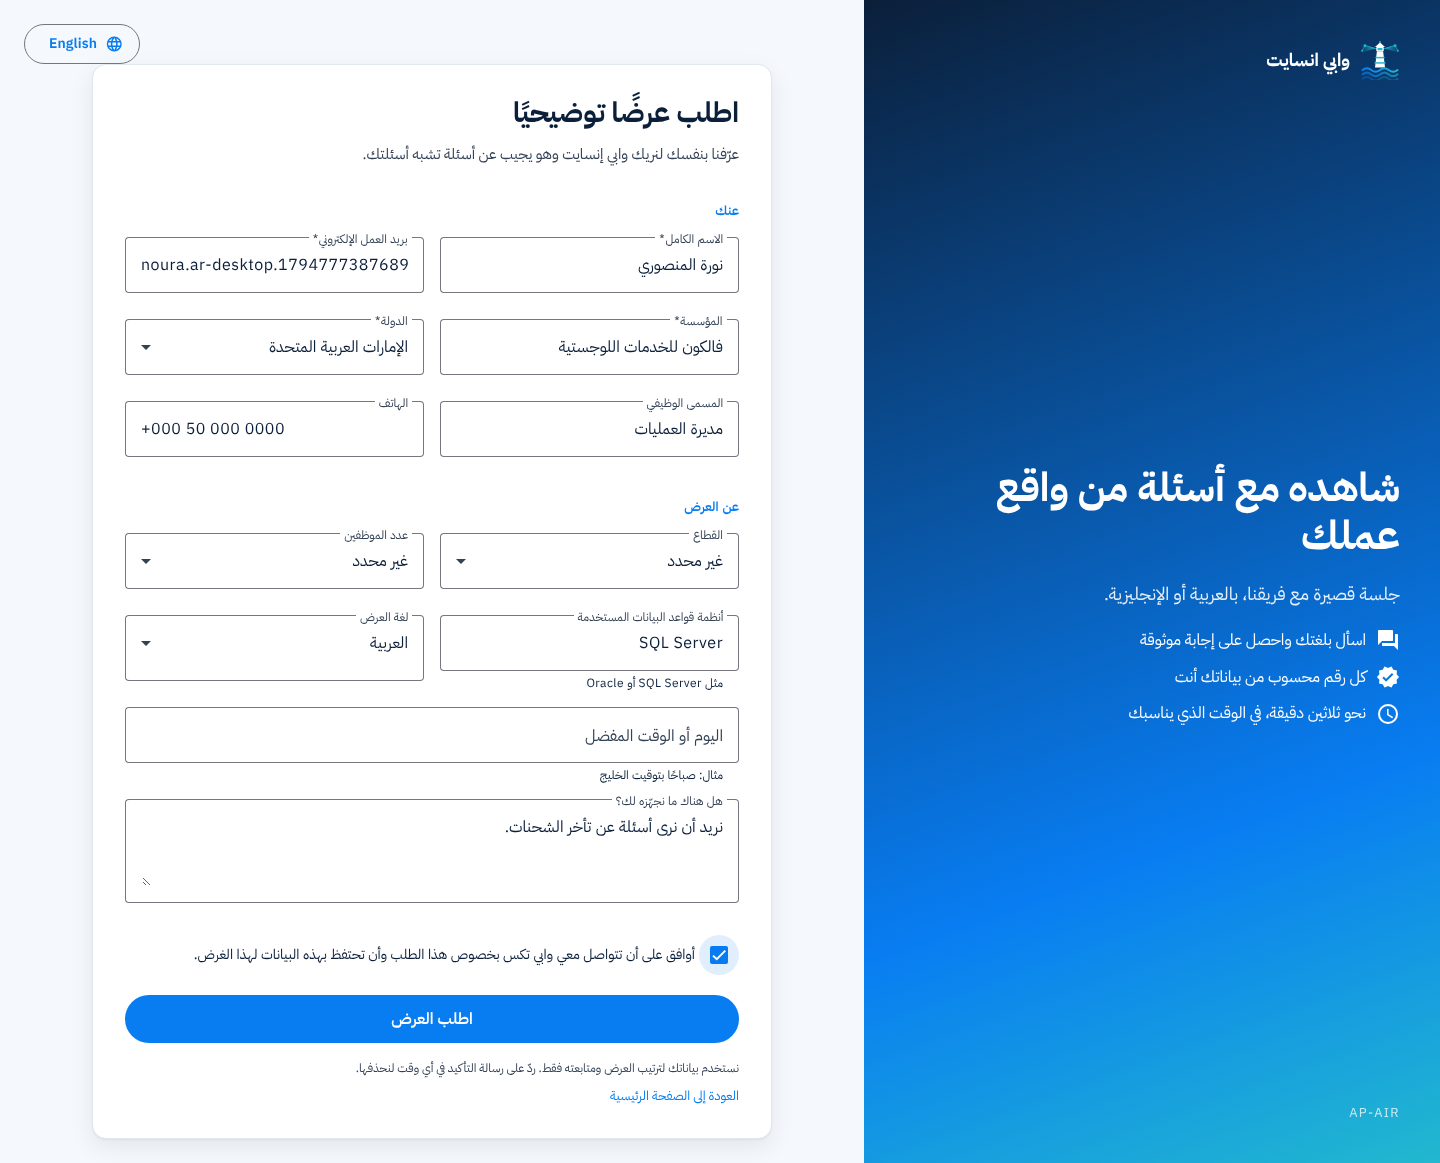 وابي انسايت
شاهده مع أسئلة من واقع
عملك
جلسة قصيرة مع فريقنا، بالعربية أو الإنجليزية.
اسأل بلغتك واحصل على إجابة موثوقة
كل رقم محسوب من بياناتك أنت
نحو ثلاثين دقيقة، في الوقت الذي يناسبك
AP-AIR
English
اطلب عرضًا توضيحيًا
عرّفنا بنفسك لنريك وابي إنسايت وهو يجيب عن أسئلة تشبه أسئلتك.
عنك
الاسم الكامل*
نورة المنصوري
بريد العمل الإلكتروني*
noura.ar-desktop.1794777387689
المؤسسة*
فالكون للخدمات اللوجستية
الدولة*
الإمارات العربية المتحدة
المسمى الوظيفي
مديرة العمليات
الهاتف
+000 50 000 0000
عن العرض
القطاع
غير محدد
عدد الموظفين
غير محدد
أنظمة قواعد البيانات المستخدمة
SQL Server
مثل SQL Server أو Oracle
لغة العرض
العربية
اليوم أو الوقت المفضل
مثال: صباحًا بتوقيت الخليج
هل هناك ما نجهّزه لك؟
نريد أن نرى أسئلة عن تأخر الشحنات.
أوافق على أن تتواصل معي وابي تكس بخصوص هذا الطلب وأن تحتفظ بهذه البيانات لهذا الغرض.
اطلب العرض
نستخدم بياناتك لترتيب العرض ومتابعته فقط. ردّ على رسالة التأكيد في أي وقت لنحذفها.
العودة إلى الصفحة الرئيسية